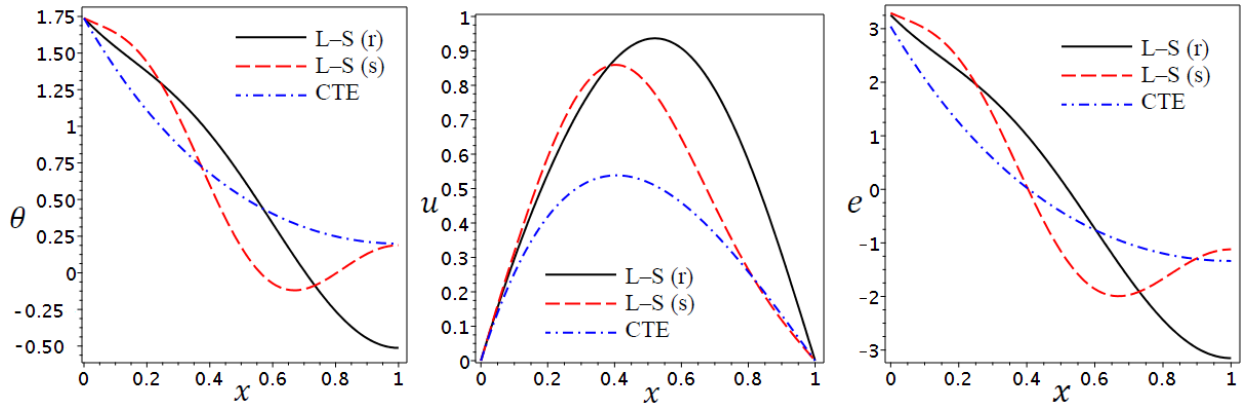 1.75
1.50
1.25
1
0.75
0.50
0.25
0
-0.25
-0.50
θ
0 0.2 0.4 0.6 0.8 1
x
L–S (r)
L–S (s)
CTE
0.9
0.8
0.7
0.6
0.5
0.4
0.3
0.2
0.1
0
u
0 0.2 0.4 0.6 0.8 1
x
L–S (r)
L–S (s)
CTE
3
2
1
0
-1
-2
-3
e
0 0.2 0.4 0.6 0.8 1
x
L–S (r)
L–S (s)
CTE